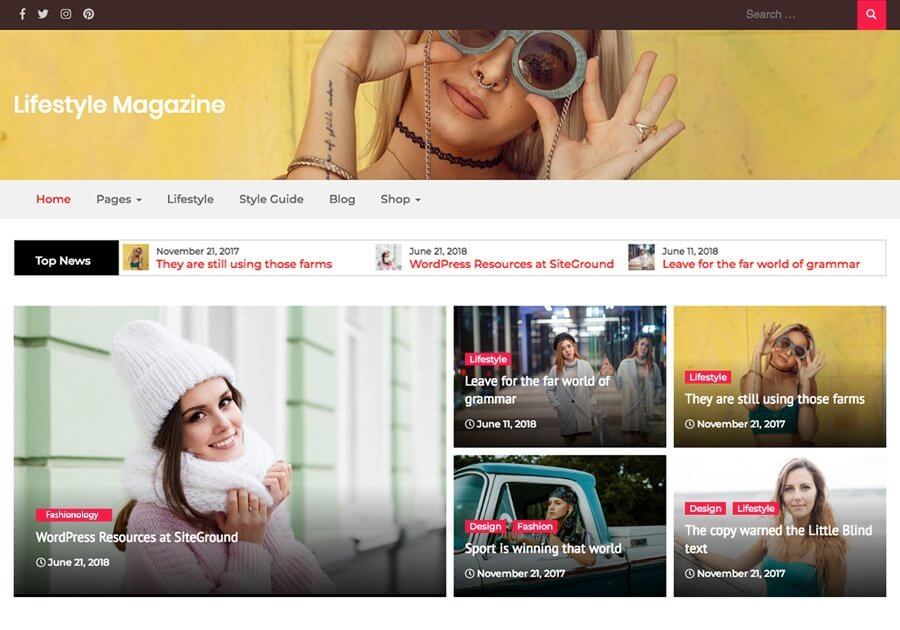 Search ...
Lifestyle Magazine
Home Pages Lifestyle Style Guide Blog Shop
Top News
November 21, 2017
They are still using those farms
June 21, 2018
WordPress Resources at SiteGround
June 11, 2018
Leave for the far world of grammar
Fashionology
WordPress Resources at SiteGround
June 21, 2018
Lifestyle
Leave for the far world of
grammar
June 11, 2018
Lifestyle
They are still using those farms
November 21, 2017
Design Fashion
Sport is winning that world
November 21, 2017
Design Lifestyle
The copy warned the Little Blind
text
November 21, 2017